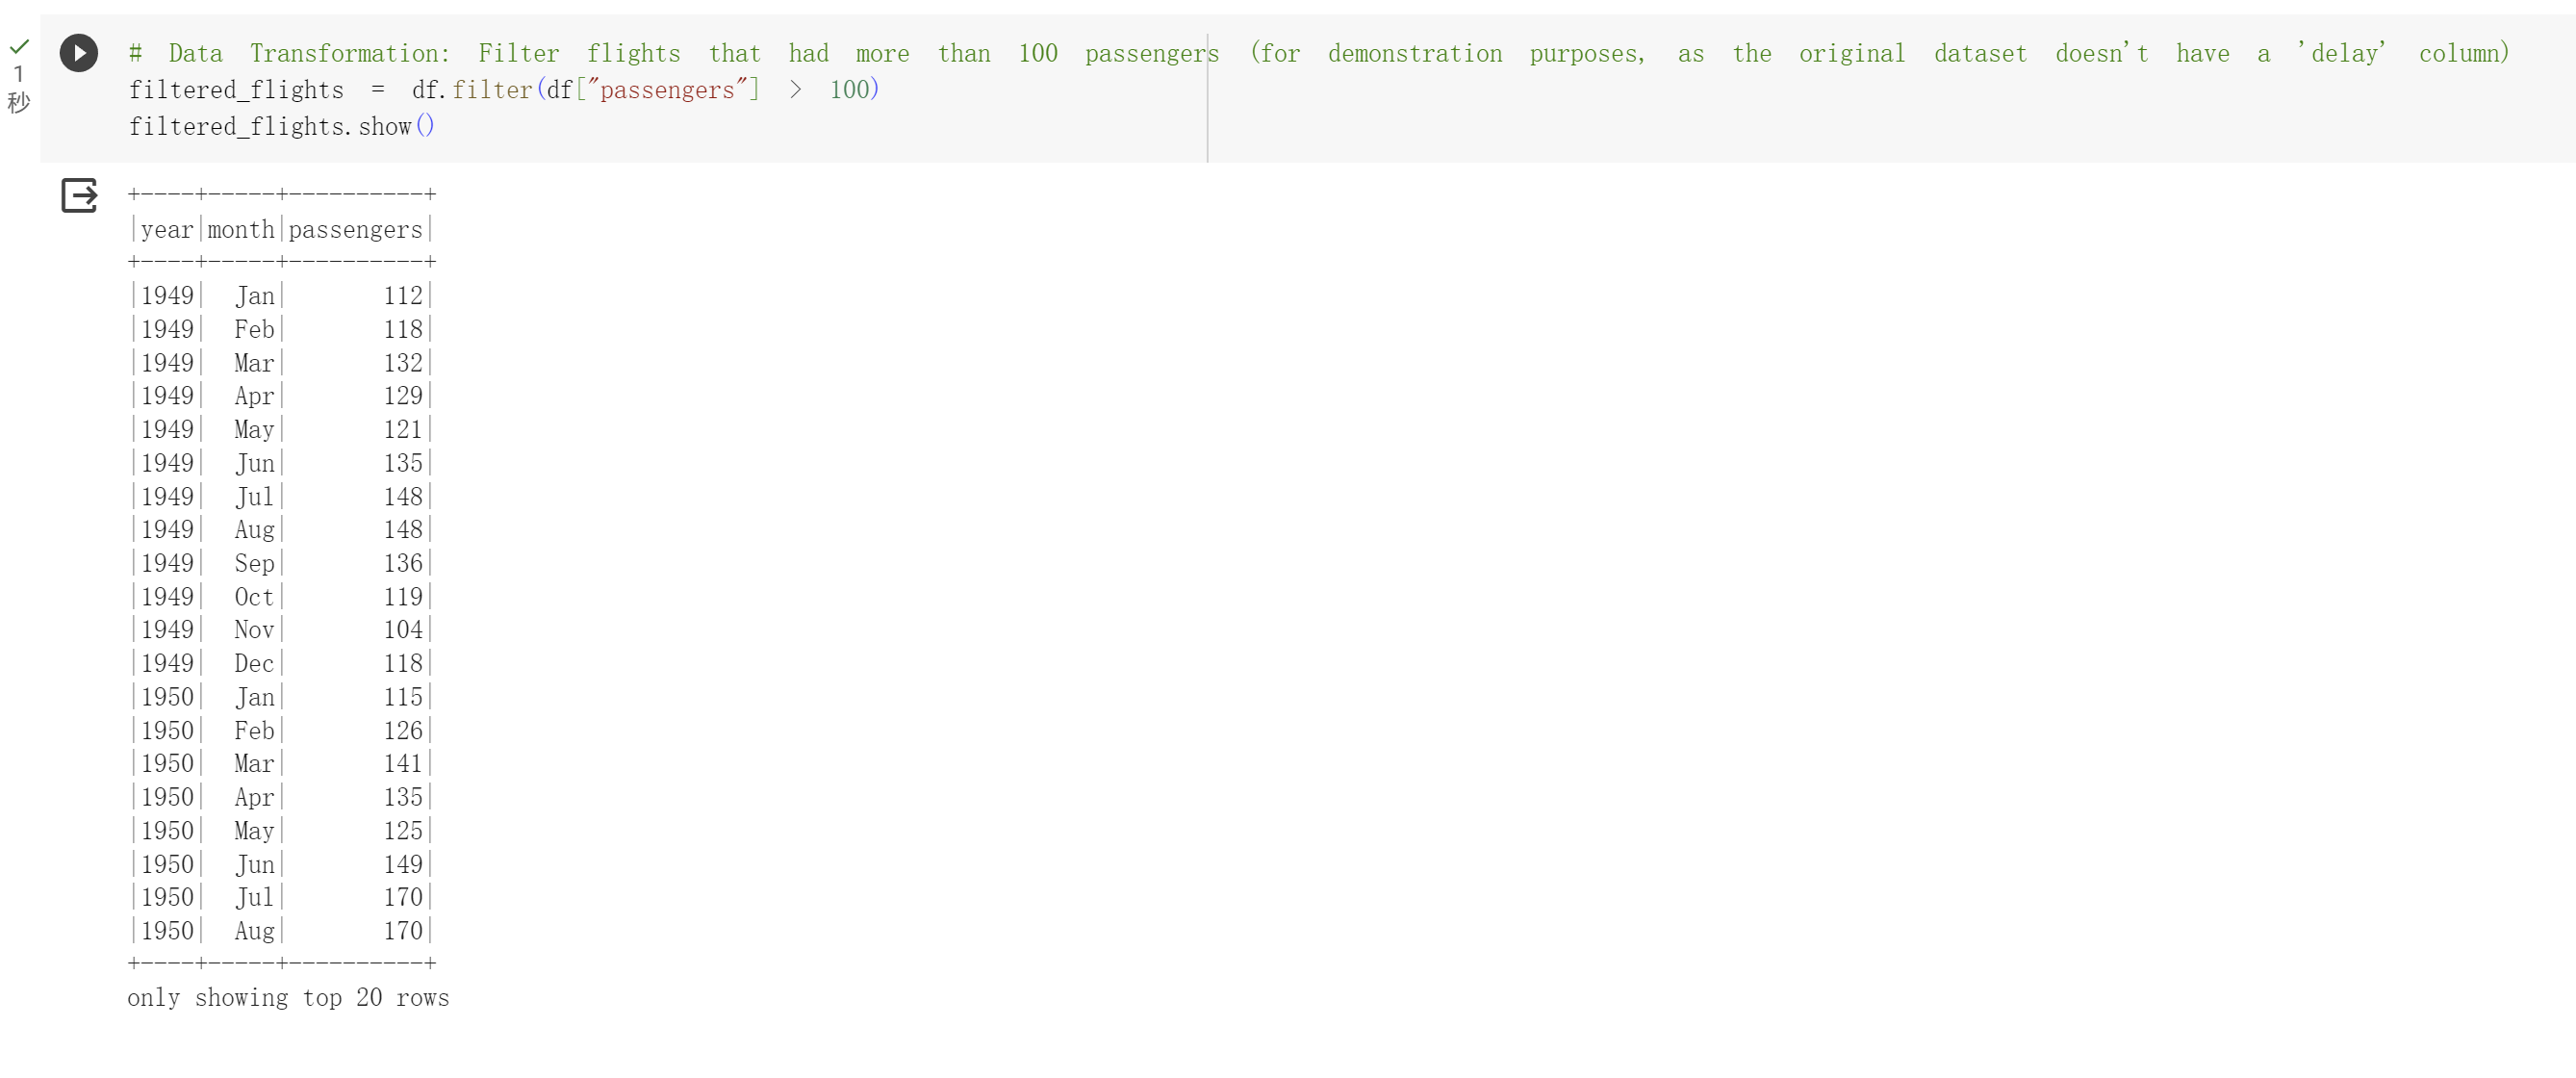 # Data Transformation: Filter flights that had more than 100 passengers (for demonstration purposes, as the original dataset doesn't have a 'delay' column)
1
秒
filtered_flights = df.filter(df["passengers"] > 100)
filtered_flights.show()
+----+-----+----------+
|year|month|passengers|
+----+-----+----------+
|1949|  Jan|       112|
|1949|  Feb|       118|
|1949|  Mar|       132|
|1949|  Apr|       129|
|1949|  May|       121|
|1949|  Jun|       135|
|1949|  Jul|       148|
|1949|  Aug|       148|
|1949|  Sep|       136|
|1949|  Oct|       119|
|1949|  Nov|       104|
|1949|  Dec|       118|
|1950|  Jan|       115|
|1950|  Feb|       126|
|1950|  Mar|       141|
|1950|  Apr|       135|
|1950|  May|       125|
|1950|  Jun|       149|
|1950|  Jul|       170|
|1950|  Aug|       170|
+----+-----+----------+
only showing top 20 rows